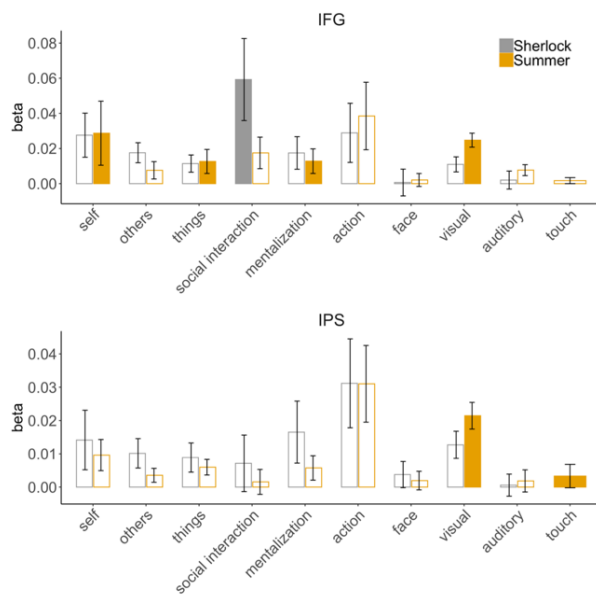 IFG
Sherlock
Summer
beta
0.08
0.06
0.04
0.02
0.00
self
others
things
social interaction
mentalization
action
face
visual
auditory
touch
IPS
beta
0.04
0.03
0.02
0.01
0.00
self
others
things
social interaction
mentalization
action
face
visual
auditory
touch